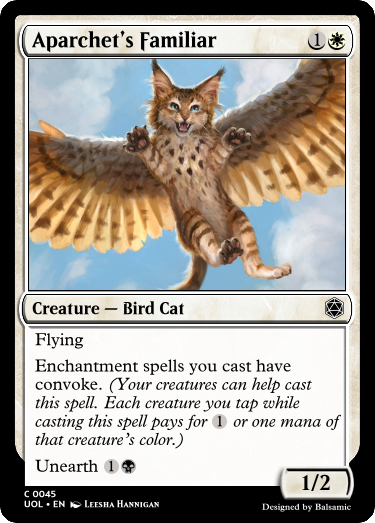 Aparchet's Familiar 1
Creature — Bird Cat
Flying
Enchantment spells you cast have
convoke. (Your creatures can help cast
this spell. Each creature you tap while
casting this spell pays for 1 or one mana of
that creature's color.)
Unearth 1
1/2
C 0045
UOL • EN Leesha Hannigan
Designed by Balsamic